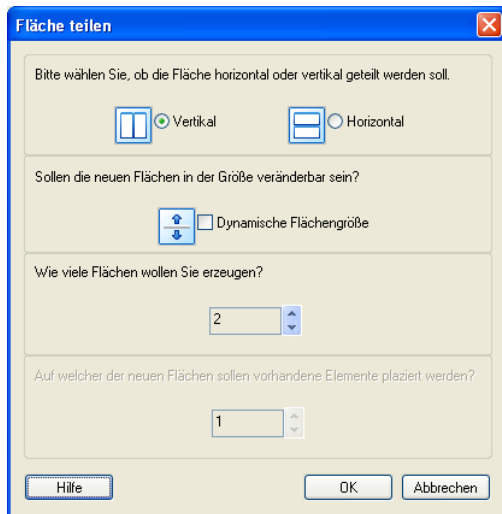 Fläche teilen
Bitte wählen Sie, ob die Fläche horizontal oder vertikal geteilt werden soll.
Vertikal
Horizontal
Sollen die neuen Flächen in der Größe veränderbar sein?
Dynamische Flächengröße
Wie viele Flächen wollen Sie erzeugen?
2
Auf welcher der neuen Flächen sollen vorhandene Elemente plaziert werden?
1
Hilfe
OK
Abbrechen